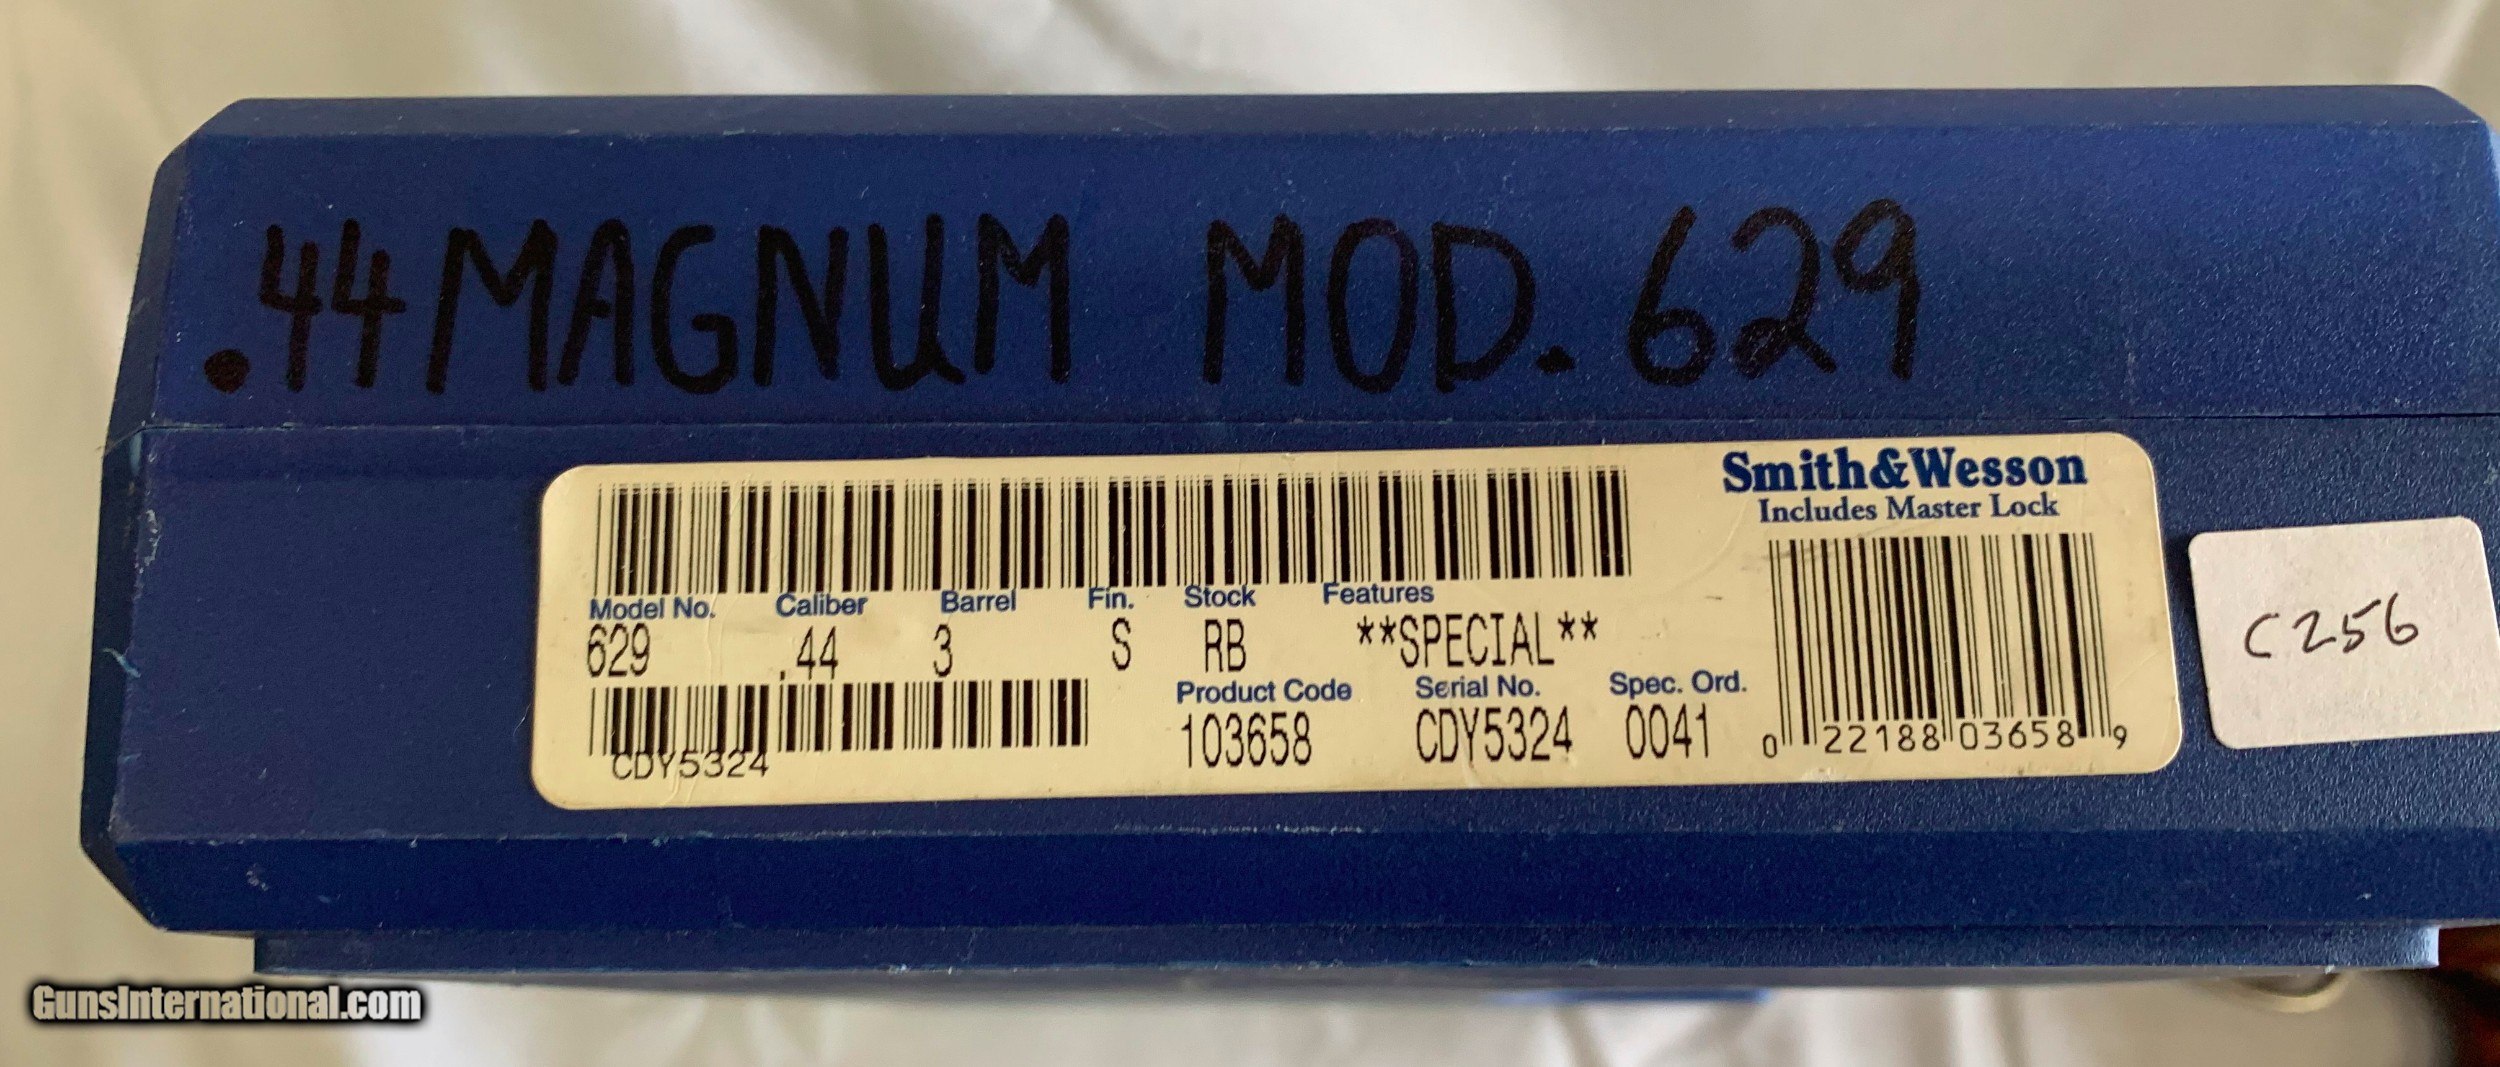 .44 MAGNUM MOD. 629
Smith&Wesson
Includes Master Lock
Model No. Caliber Barrel Fin. Stock Features
629 .44 3 S RB **SPECIAL**
Product Code Serial No. Spec. Ord.
103658 CDY5324 0041
CDY5324
0 22188 03658 9
C256
GunsInternational.com